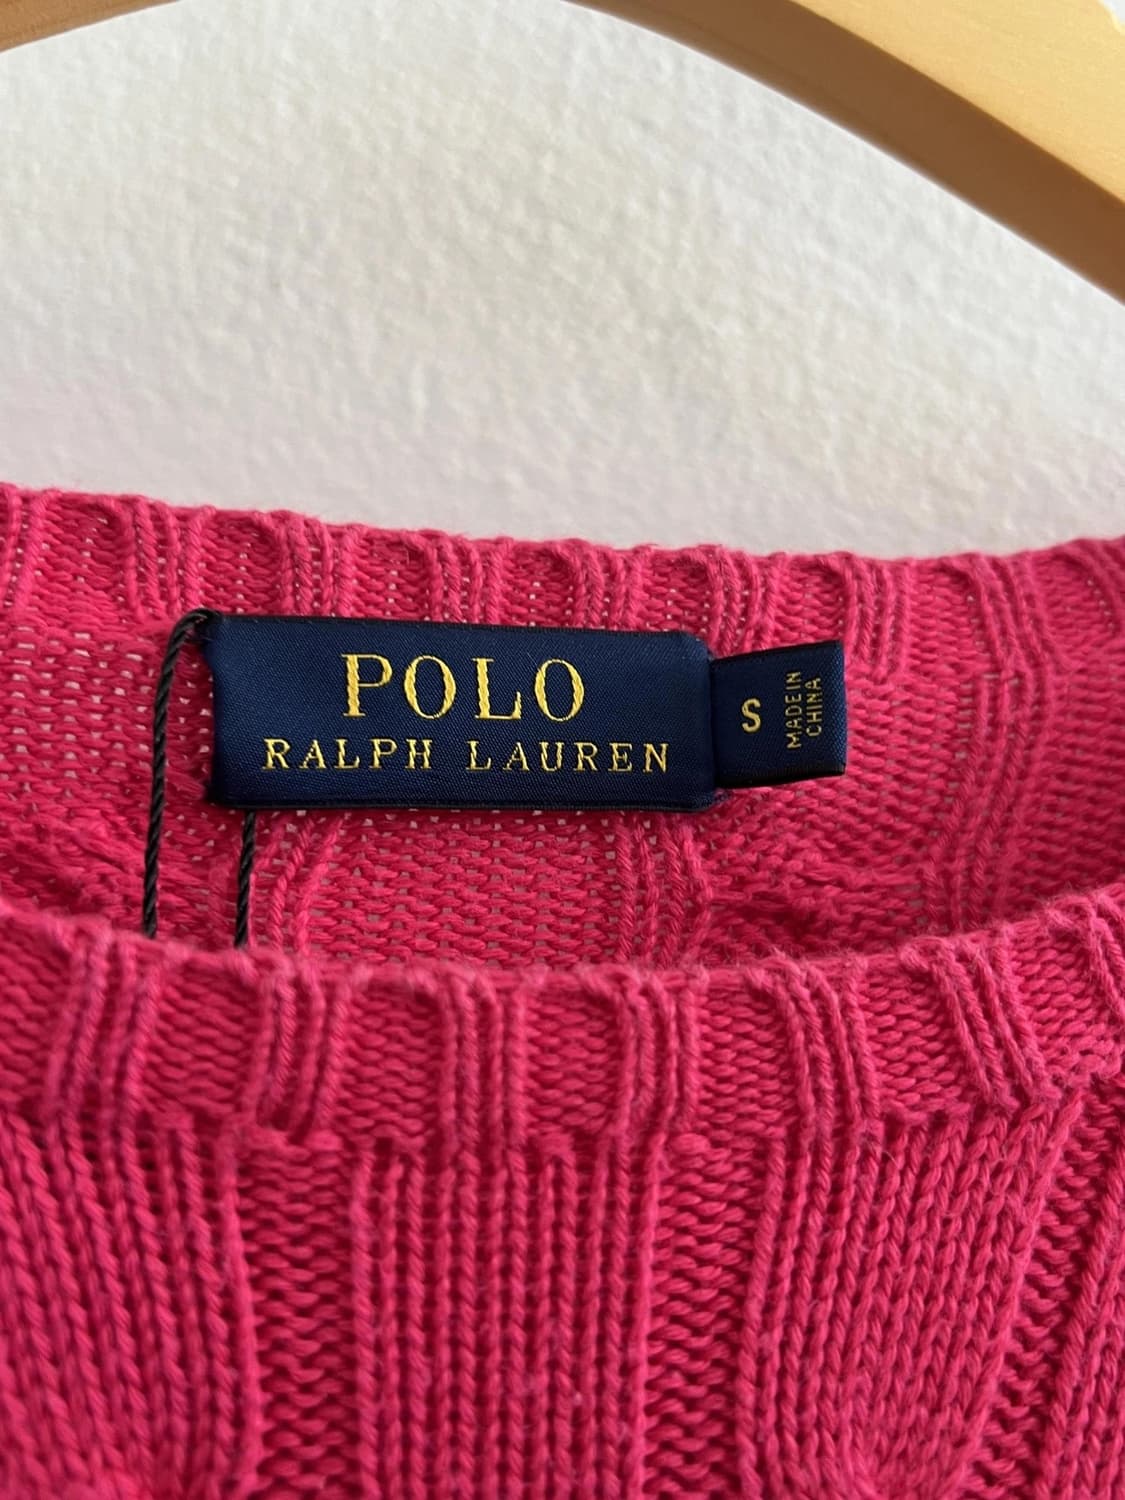 POLO
RALPH LAUREN
S
MADE IN
CHINA